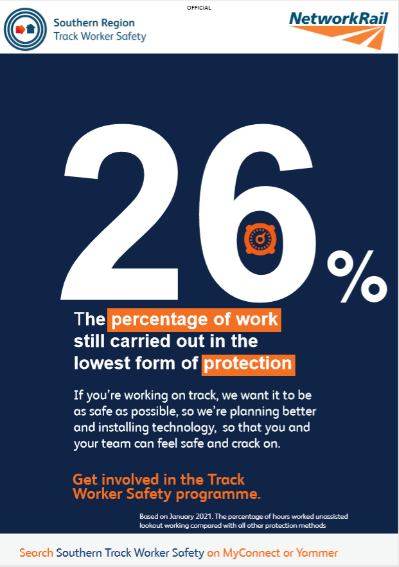 OFFICIAL
Southern Region
Track Worker Safety
NetworkRail
26%
The percentage of work
still carried out in the
lowest form of protection
If you're working on track, we want it to be
as safe as possible, so we're planning better
and installing technology, so that you and
your team can feel safe and crack on.
Get involved in the Track
Worker Safety programme.
Based on January 2021. The percentage of hours worked unassisted
lookout working compared with all other protection methods
Search Southern Track Worker Safety on MyConnect or Yammer